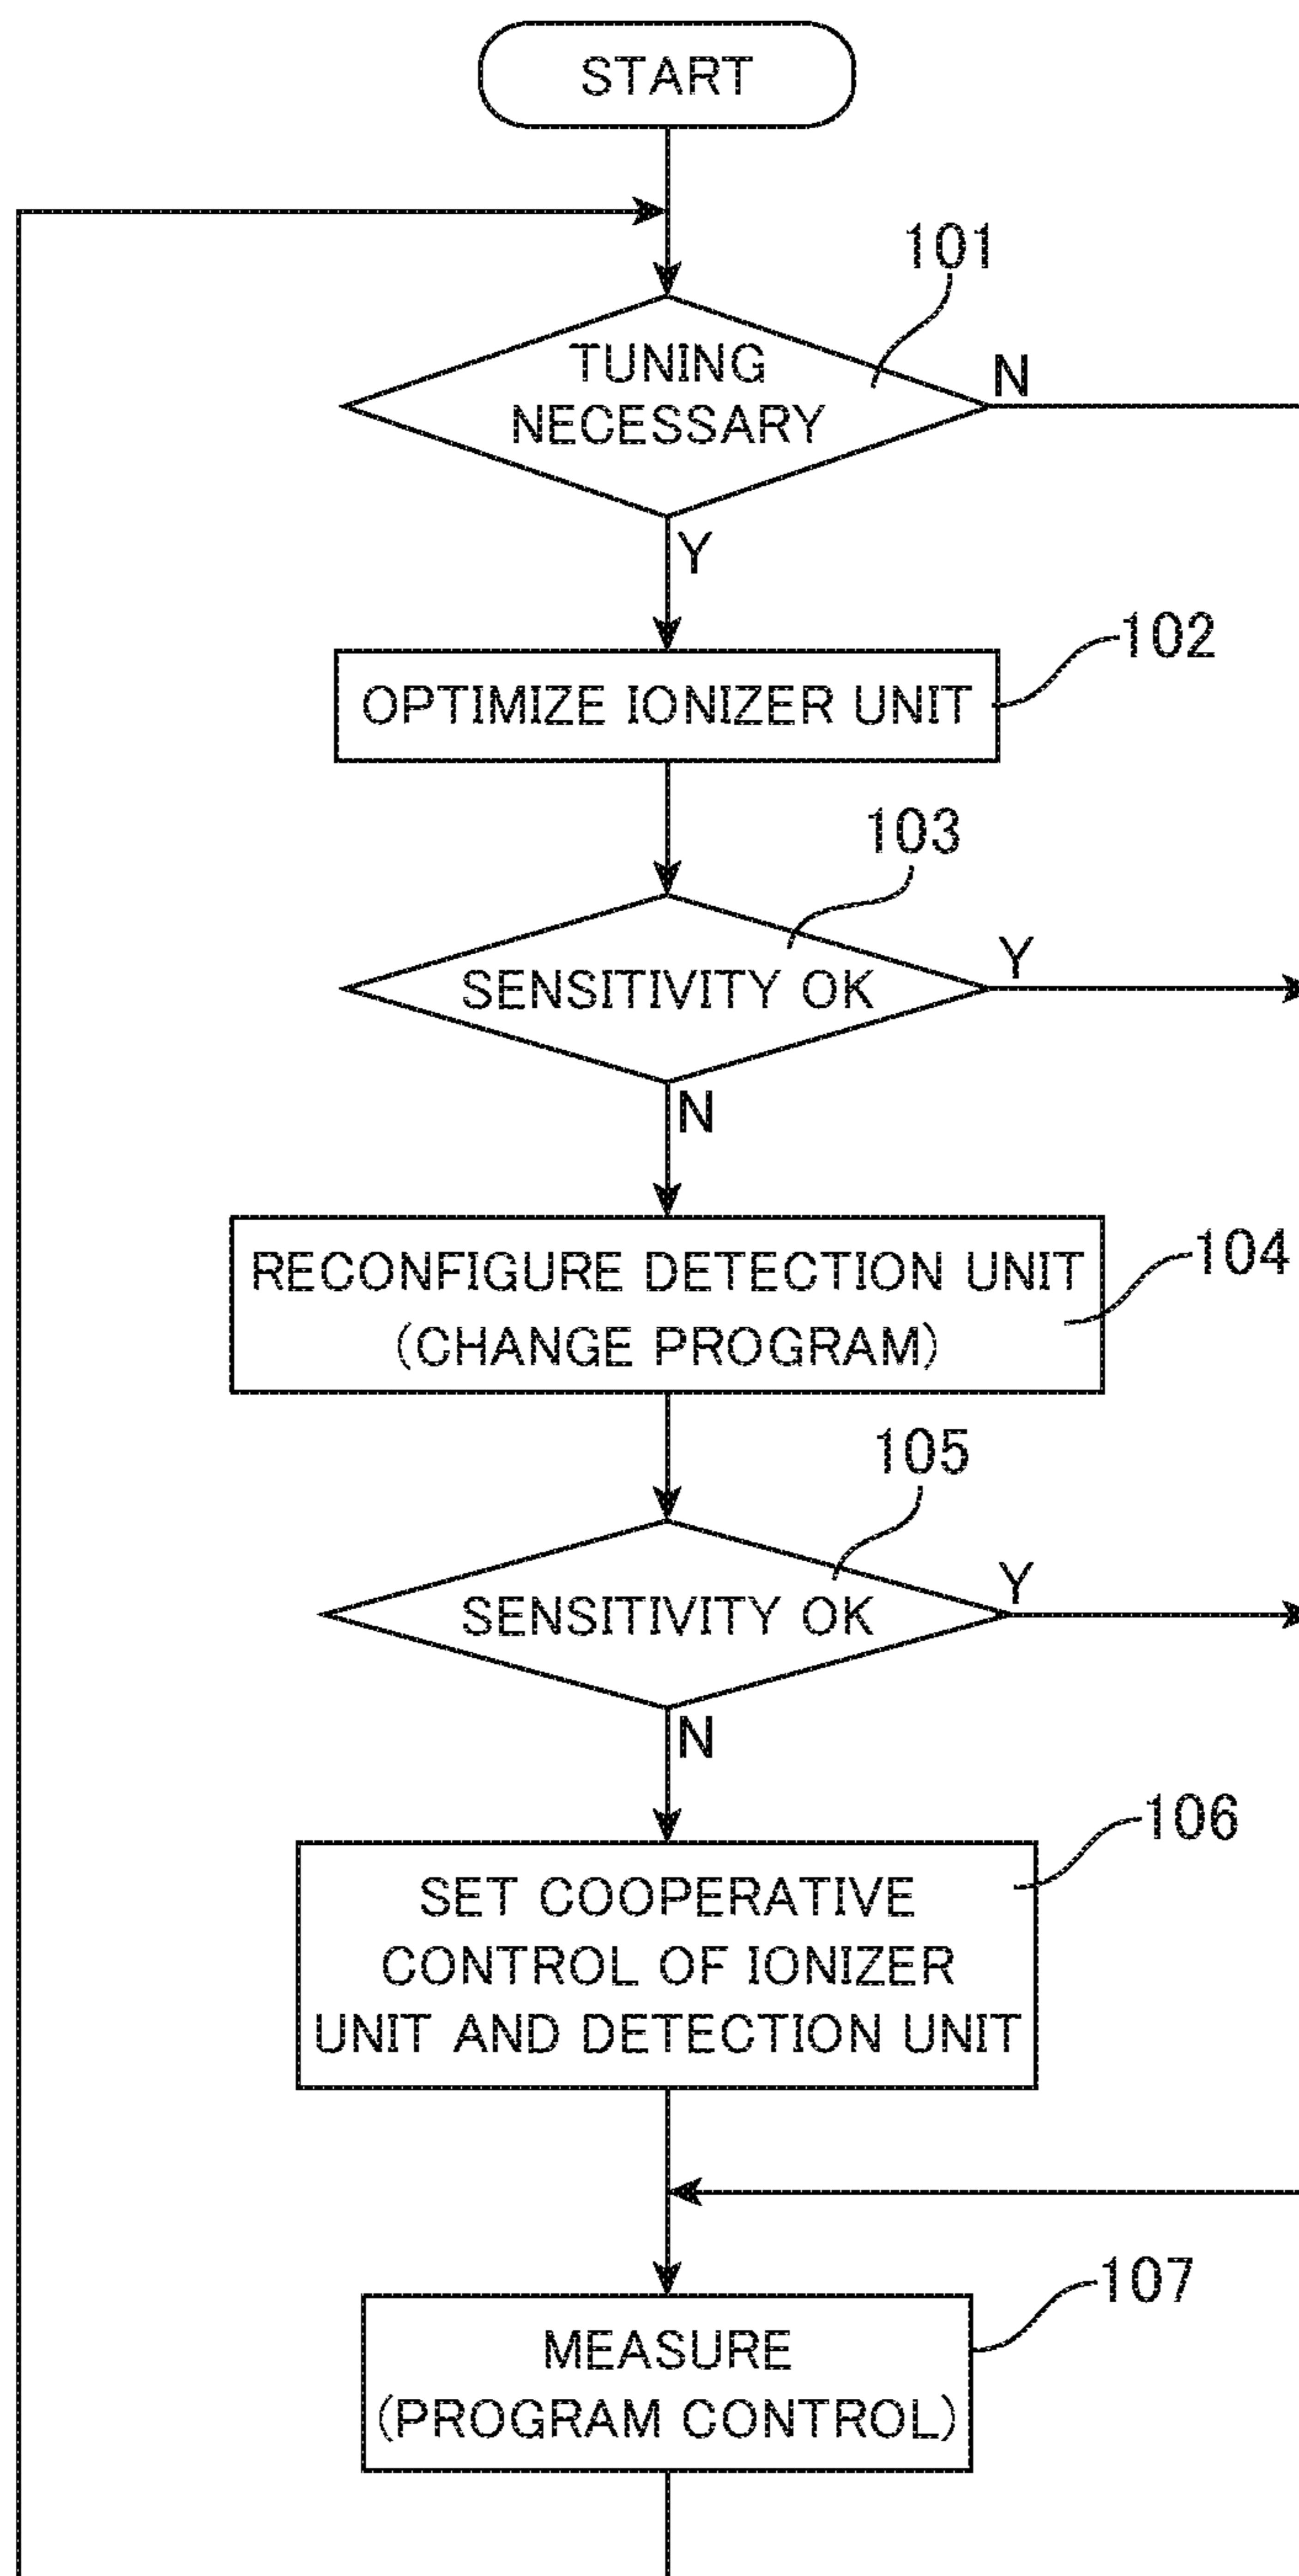 START
101
TUNING
NECESSARY
N
Y
102
OPTIMIZE IONIZER UNIT
103
SENSITIVITY OK
Y
N
104
RECONFIGURE DETECTION UNIT
(CHANGE PROGRAM)
105
SENSITIVITY OK
Y
N
106
SET COOPERATIVE
CONTROL OF IONIZER
UNIT AND DETECTION UNIT
107
MEASURE
(PROGRAM CONTROL)